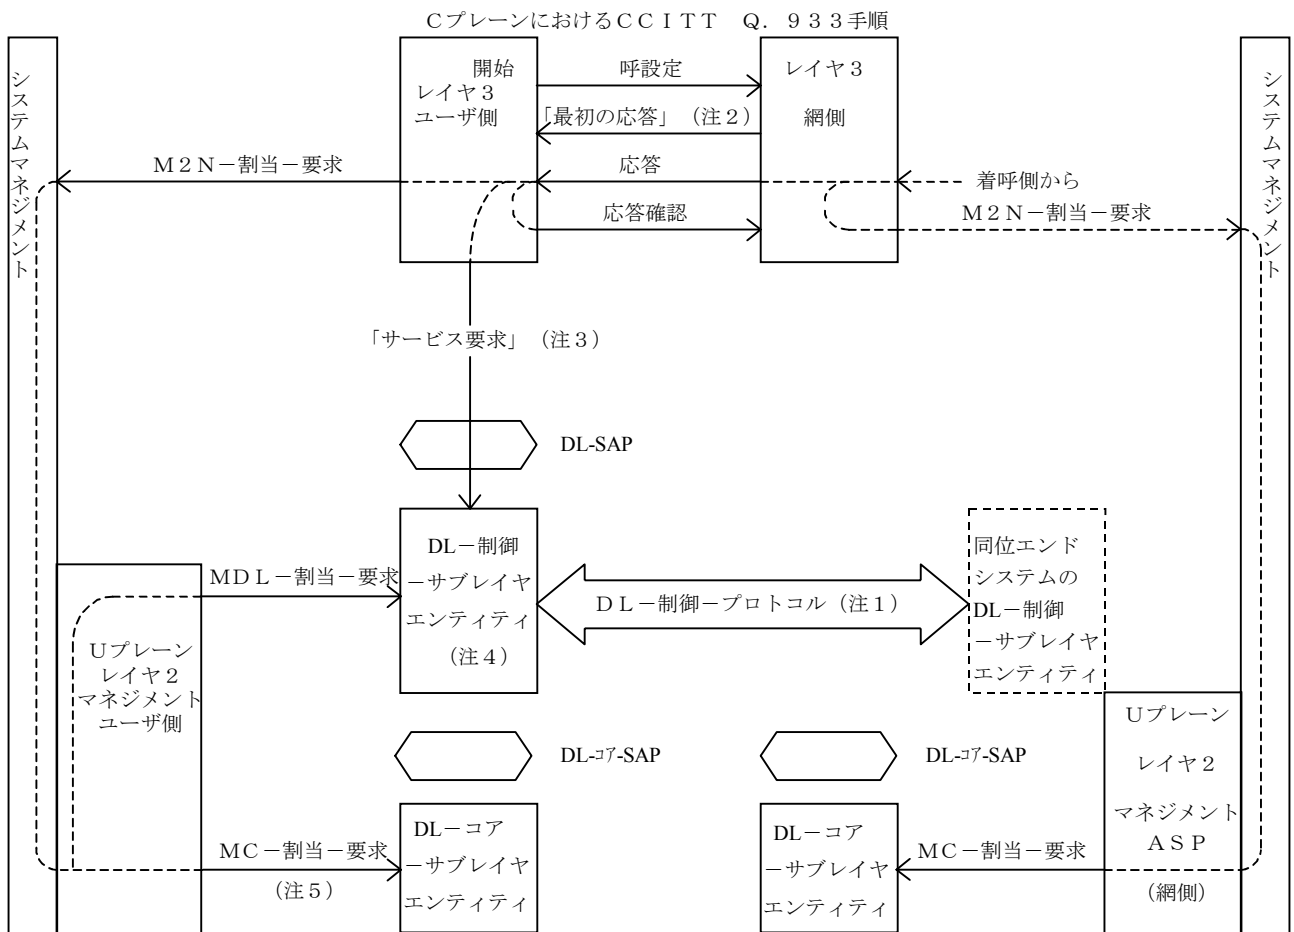 CプレーンにおけるCCITT Q．933手順
システムマネジメント
開始
レイヤ3
ユーザ側
呼設定
「最初の応答」（注2）
応答
応答確認
レイヤ3
網側
M2N－割当－要求
着呼側から
M2N－割当－要求
システムマネジメント
「サービス要求」（注3）
DL-SAP
DL－制御
－サブレイヤ
エンティティ
（注4）
MDL－割当－要求
DL－制御－プロトコル（注1）
同位エンド
システムの
DL－制御
－サブレイヤ
エンティティ
Uプレーン
レイヤ2
マネジメント
ユーザ側
DL-ｺｱ-SAP
DL-ｺｱ-SAP
Uプレーン
レイヤ2
マネジメント
ASP
（網側）
MC－割当－要求
（注5）
DL－コア
－サブレイヤ
エンティティ
DL－コア
－サブレイヤ
エンティティ
MC－割当－要求